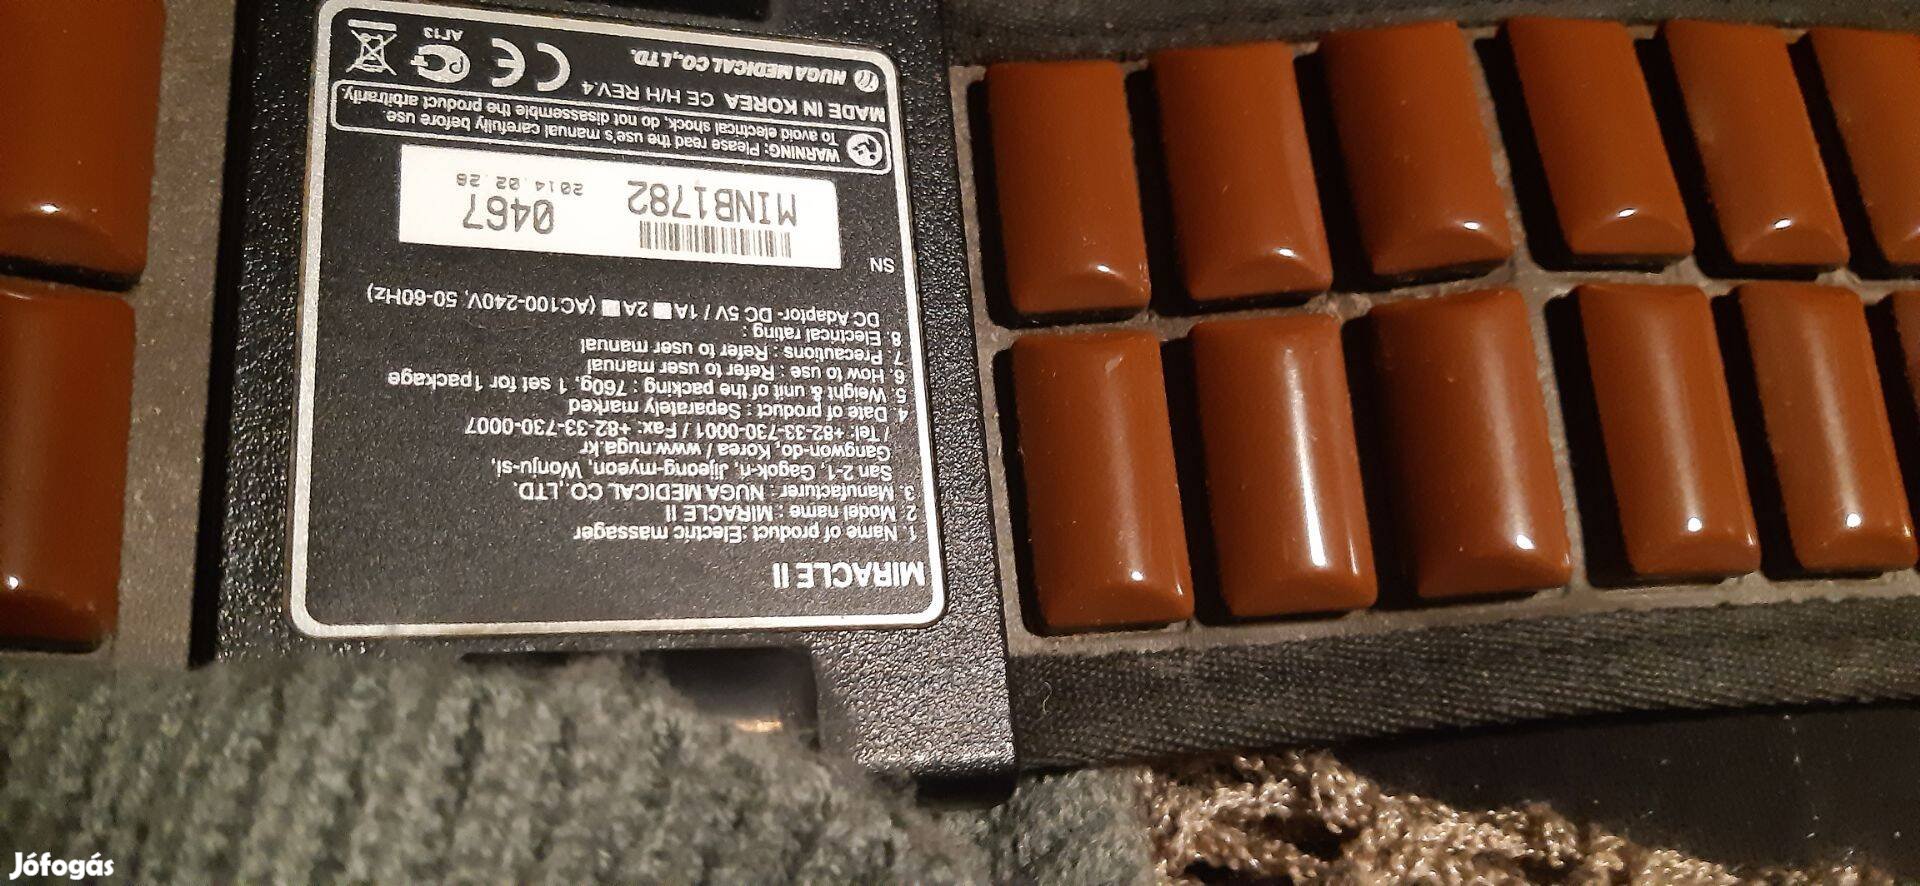 MIRACLE II
1. Name of product : Electric massager
2. Model name : MIRACLE II
3. Manufacturer : NUGA MEDICAL CO., LTD.
San 2-1, Gagok-ri, Jijeong-myeon, Wonju-si,
Gangwon-do, Korea / www.nuga.kr
/ Tel: +82-33-730-0001 / Fax: +82-33-730-0007
4. Date of product : Separately marked
5. Weight & unit of the packing : 760g, 1 set for 1package
6. How to use : Refer to user manual
7. Precautions : Refer to user manual
8. Electrical rating :
DC Adaptor- DC 5V / 1A ■ 2A ■ (AC100-240V, 50-60Hz)
SN
MINB1782 0467
2014.02.28
WARNING: Please read the use's manual carefully before use.
To avoid electrical shock, do not disassemble the product arbitrarily.
MADE IN KOREA CE H/H REV.4
NUGA MEDICAL CO.,LTD.
CE
АГ13
Jófogás